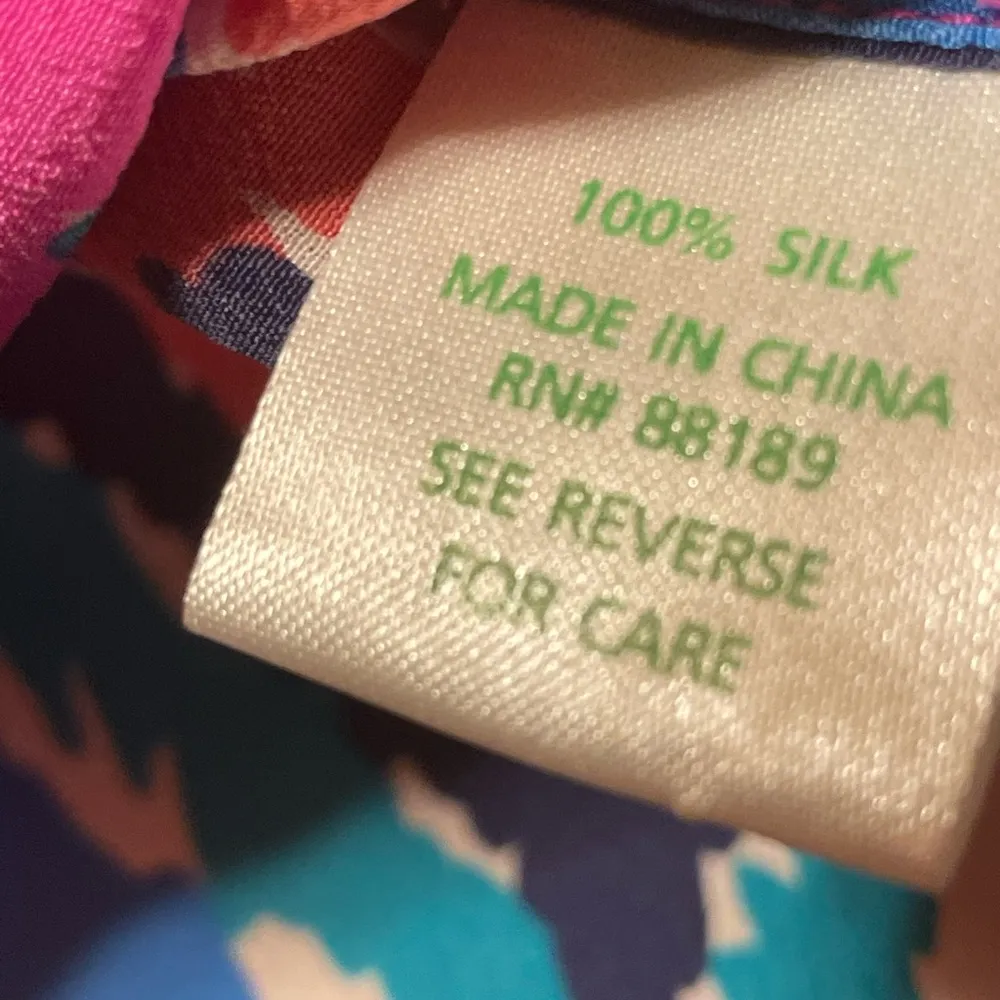 100% SILK
MADE IN CHINA
RN# 88189
SEE REVERSE
FOR CARE